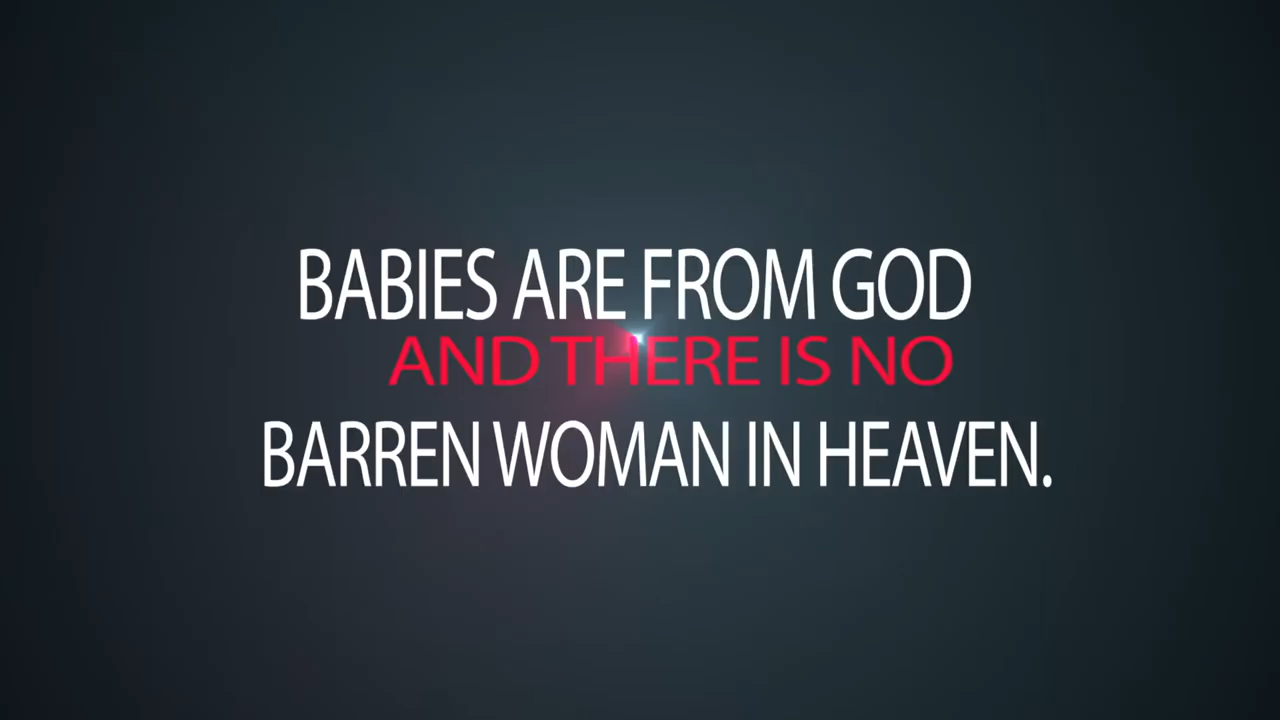 BABIES ARE FROM GOD
AND THERE IS NO
BARREN WOMAN IN HEAVEN.